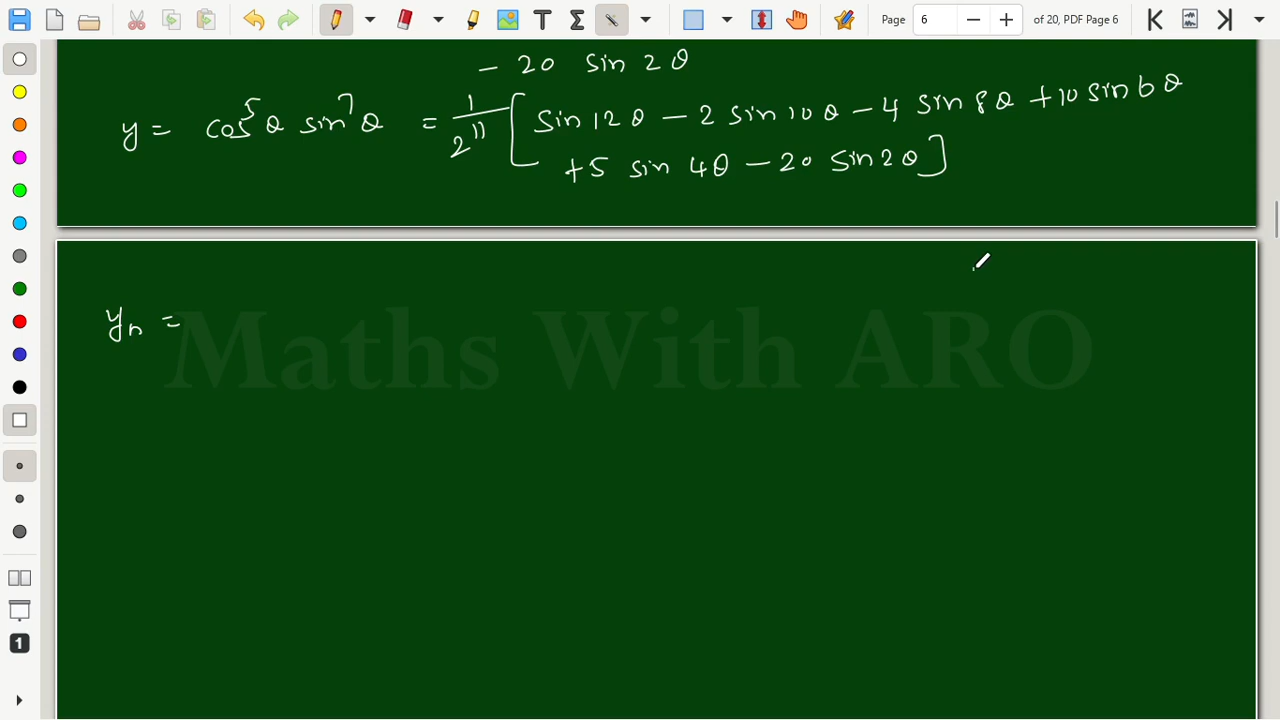 Page 6 of 20, PDF Page 6
- 20 sin 2θ
y = cos⁵θ sin⁷θ = 1/2¹¹ [ sin 12θ - 2 sin 10θ - 4 sin 8θ + 10 sin 6θ
+5 sin 4θ - 20 sin 2θ ]
yₙ =
Maths With ARO
1